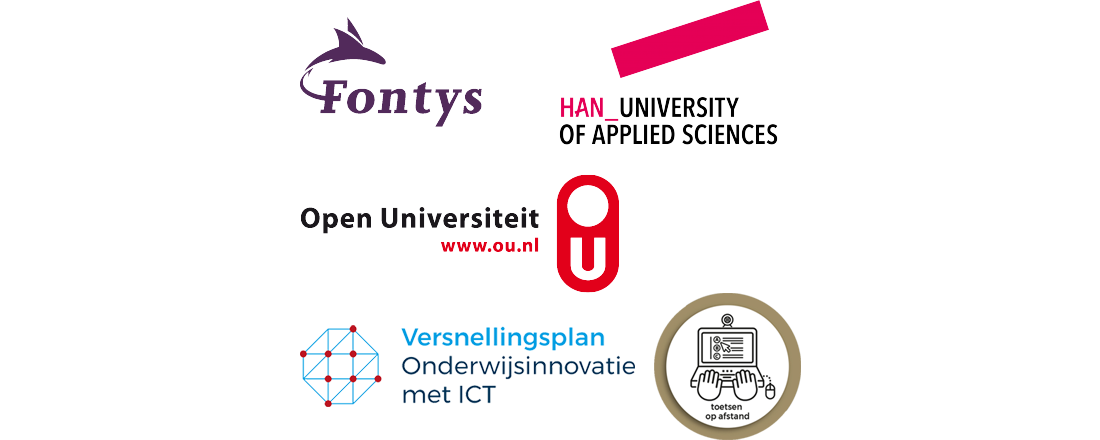 Fontys
HAN_UNIVERSITY
OF APPLIED SCIENCES
Open Universiteit
www.ou.nl
U
Versnellingsplan
Onderwijsinnovatie
met ICT
A
B
C
toetsen
op afstand